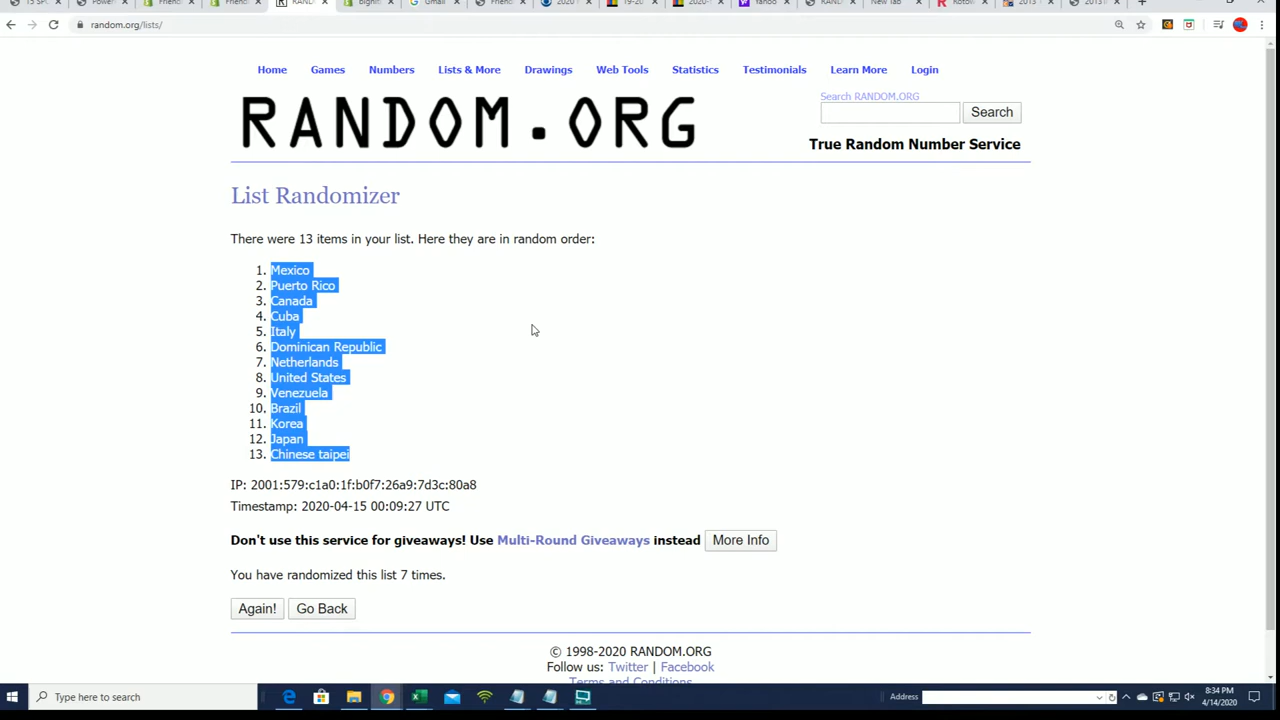 random.org/lists/
Home Games Numbers Lists & More Drawings Web Tools Statistics Testimonials Learn More Login
RANDOM.ORG
Search RANDOM.ORG
Search
True Random Number Service
List Randomizer
There were 13 items in your list. Here they are in random order:
1. Mexico
2. Puerto Rico
3. Canada
4. Cuba
5. Italy
6. Dominican Republic
7. Netherlands
8. United States
9. Venezuela
10. Brazil
11. Korea
12. Japan
13. Chinese taipei
IP: 2001:579:c1a0:1f:b0f7:26a9:7d3c:80a8
Timestamp: 2020-04-15 00:09:27 UTC
Don't use this service for giveaways! Use Multi-Round Giveaways instead More Info
You have randomized this list 7 times.
Again! Go Back
© 1998-2020 RANDOM.ORG
Follow us: Twitter | Facebook
Terms and Conditions
Type here to search
Address
8:34 PM
4/14/2020